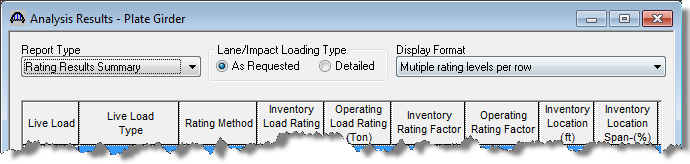 Analysis Results - Plate Girder
Report Type
Lane/Impact Loading Type
Display Format
Rating Results Summary
As Requested
Detailed
Mutiple rating levels per row
Live Load
Live Load
Type
Rating Method
Inventory
Load Rating
Operating
Load Rating
(Ton)
Inventory
Rating Factor
Operating
Rating Factor
Inventory
Location
(ft)
Inventory
Location
Span-(%)